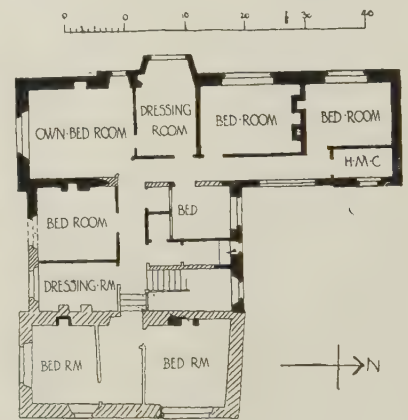 10 0 10 20 30 40
OWN·BED ROOM
DRESSING
ROOM
BED·ROOM
BED·ROOM
H·M·C
BED ROOM
BED
DRESSING·RM
BED RM
BED RM
N